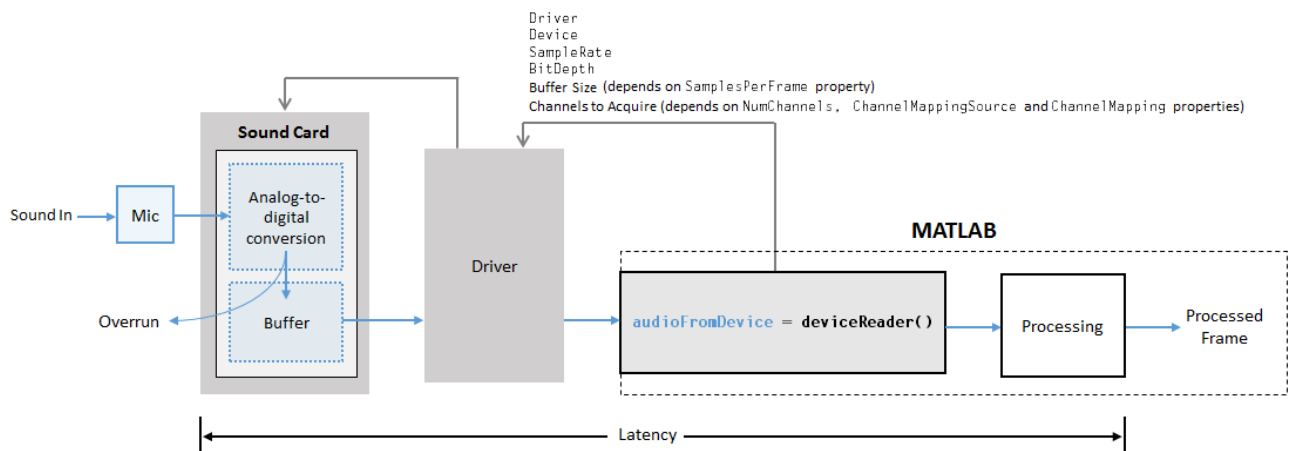 Driver
Device
SampleRate
BitDepth
Buffer Size (depends on SamplesPerFrame property)
Channels to Acquire (depends on NumChannels, ChannelMappingSource and ChannelMapping properties)
Sound Card
Analog-to-
digital
conversion
Sound In
Mic
MATLAB
Driver
Overrun
Buffer
audioFromDevice = deviceReader()
Processing
Processed
Frame
Latency